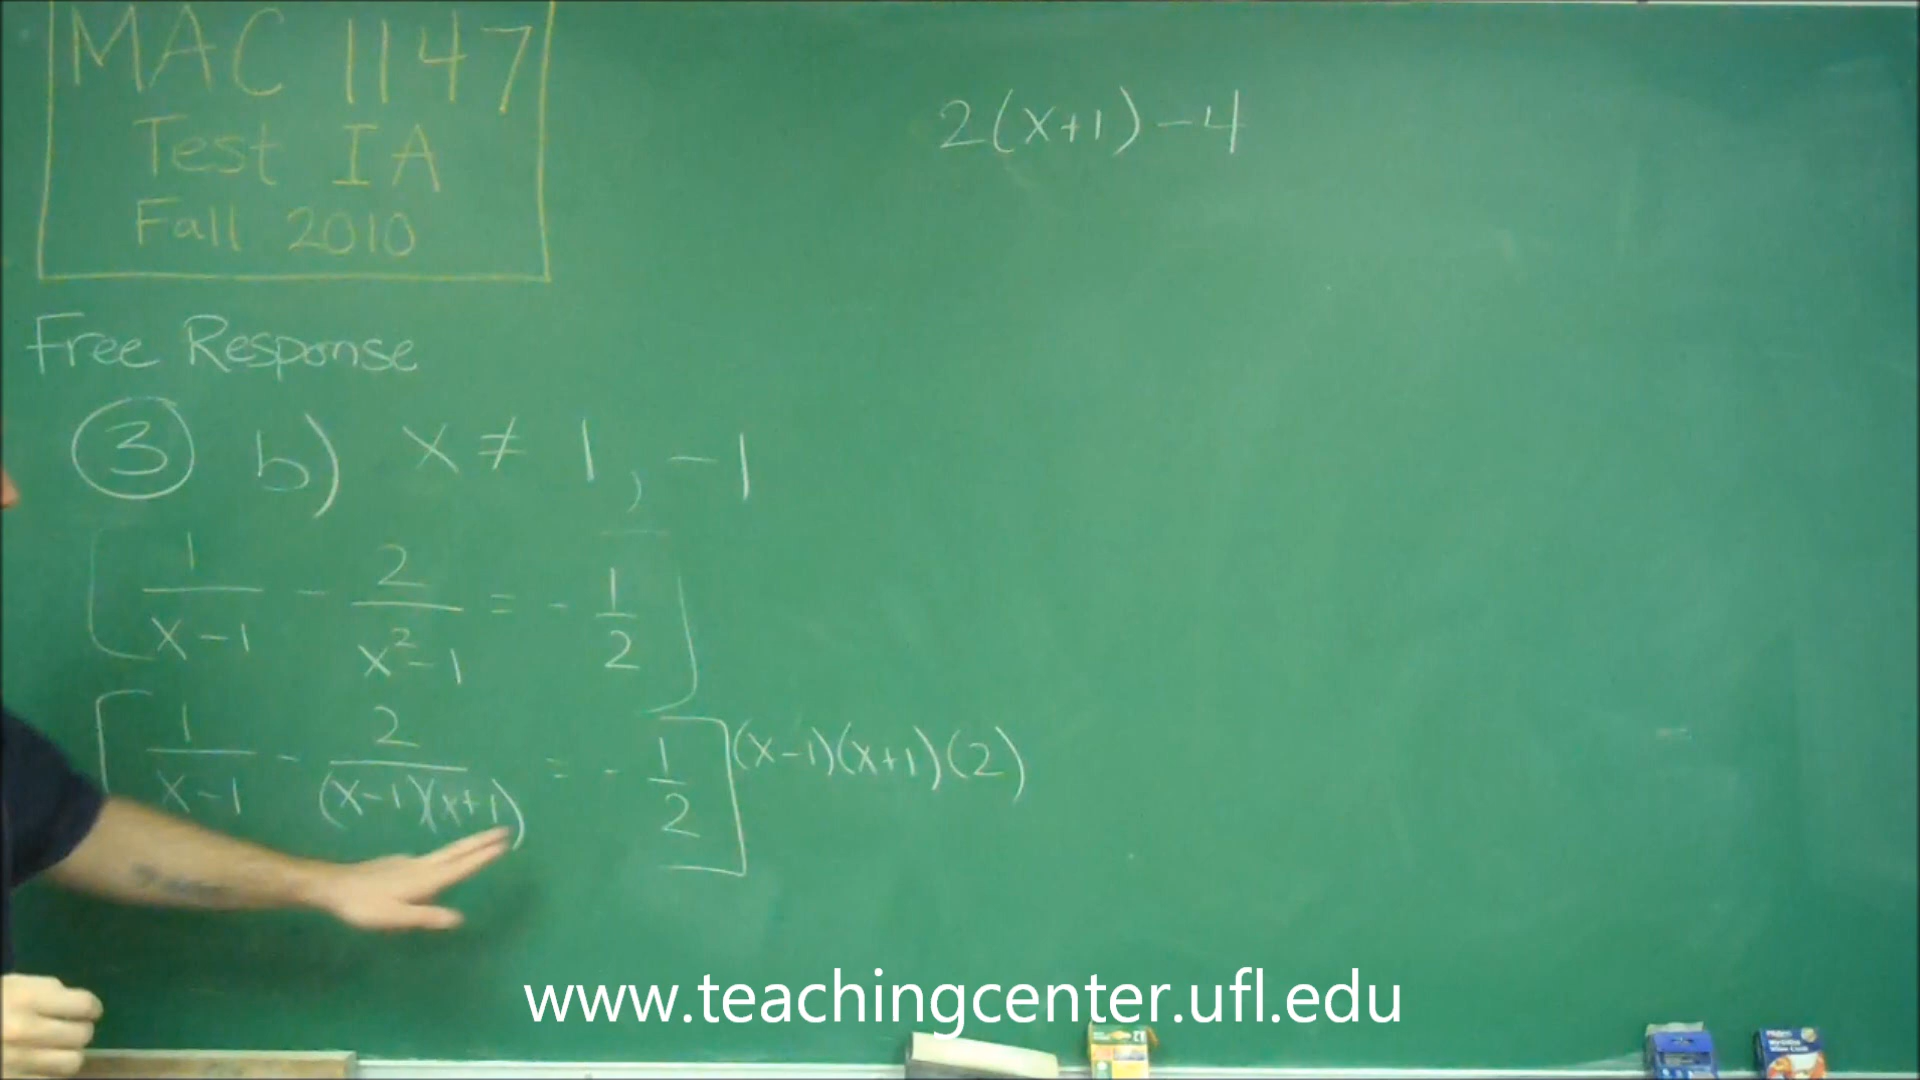 MAC 1147
Test IA
Fall 2010
2(x+1)-4
Free Response
③ b) x ≠ 1, -1
[1/(x-1) - 2/(x²-1) = -1/2]
[1/(x-1) - 2/((x-1)(x+1)) = -1/2](x-1)(x+1)(2)
www.teachingcenter.ufl.edu